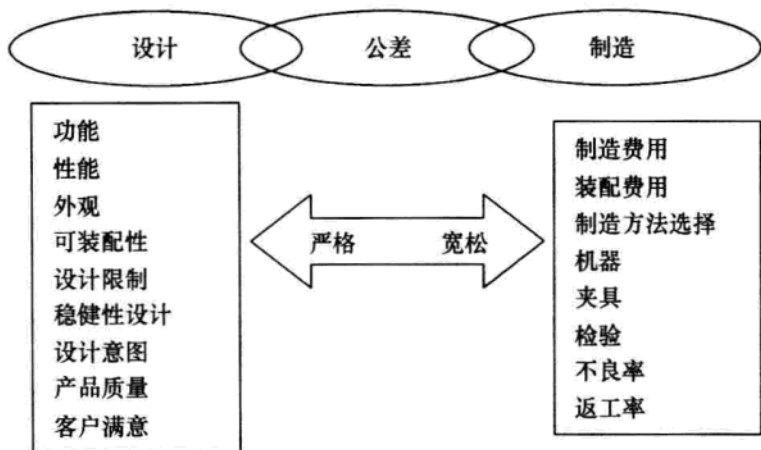 设计
公差
制造
功能
性能
外观
可装配性
设计限制
稳健性设计
设计意图
产品质量
客户满意
严格
宽松
制造费用
装配费用
制造方法选择
机器
夹具
检验
不良率
返工率